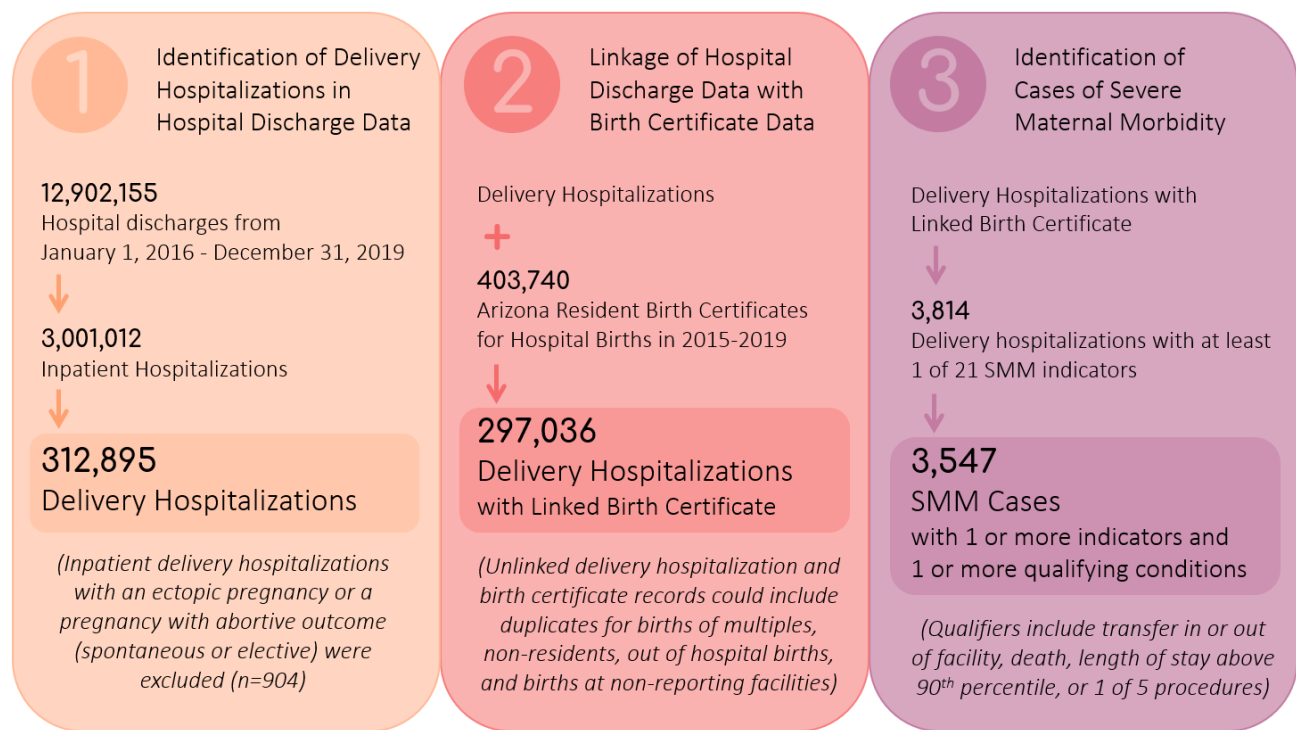 1
Identification of Delivery
Hospitalizations in
Hospital Discharge Data
12,902,155
Hospital discharges from
January 1, 2016 - December 31, 2019
3,001,012
Inpatient Hospitalizations
312,895
Delivery Hospitalizations
(Inpatient delivery hospitalizations
with an ectopic pregnancy or a
pregnancy with abortive outcome
(spontaneous or elective) were
excluded (n=904)
2
Linkage of Hospital
Discharge Data with
Birth Certificate Data
Delivery Hospitalizations
+
403,740
Arizona Resident Birth Certificates
for Hospital Births in 2015-2019
297,036
Delivery Hospitalizations
with Linked Birth Certificate
(Unlinked delivery hospitalization and
birth certificate records could include
duplicates for births of multiples,
non-residents, out of hospital births,
and births at non-reporting facilities)
3
Identification of
Cases of Severe
Maternal Morbidity
Delivery Hospitalizations with
Linked Birth Certificate
3,814
Delivery hospitalizations with at least
1 of 21 SMM indicators
3,547
SMM Cases
with 1 or more indicators and
1 or more qualifying conditions
(Qualifiers include transfer in or out
of facility, death, length of stay above
90th percentile, or 1 of 5 procedures)